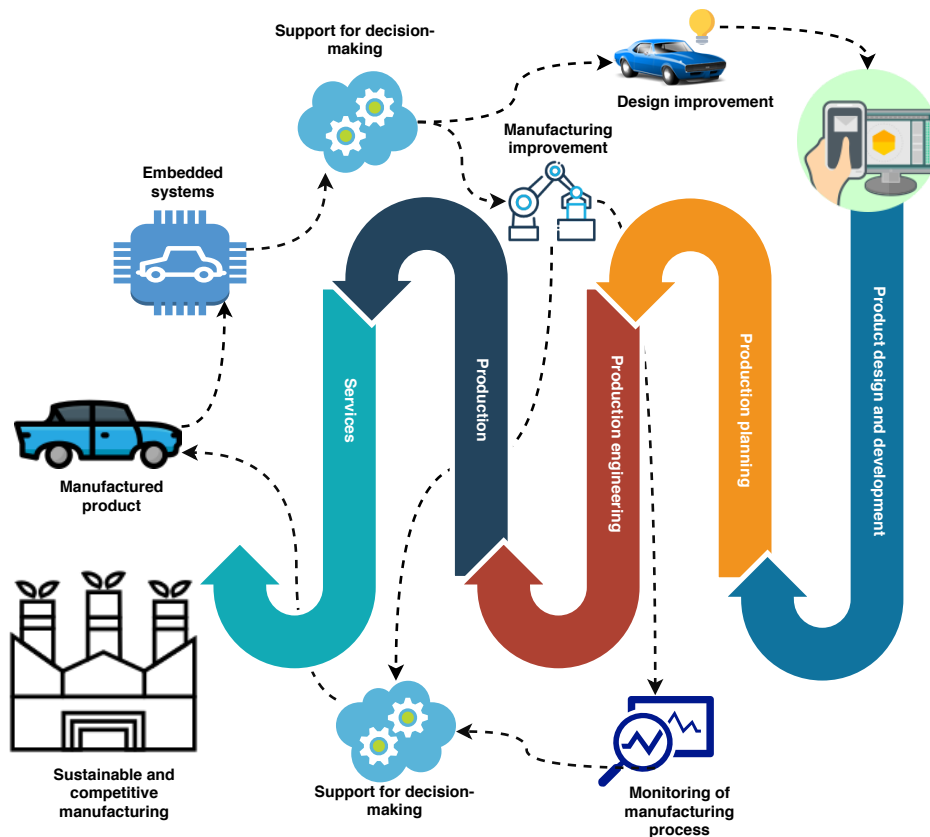 Support for decision-
making
Design improvement
Manufacturing
improvement
Embedded
systems
Services
Production
Production engineering
Production planning
Product design and development
Manufactured
product
Sustainable and
competitive
manufacturing
Support for decision-
making
Monitoring of
manufacturing
process